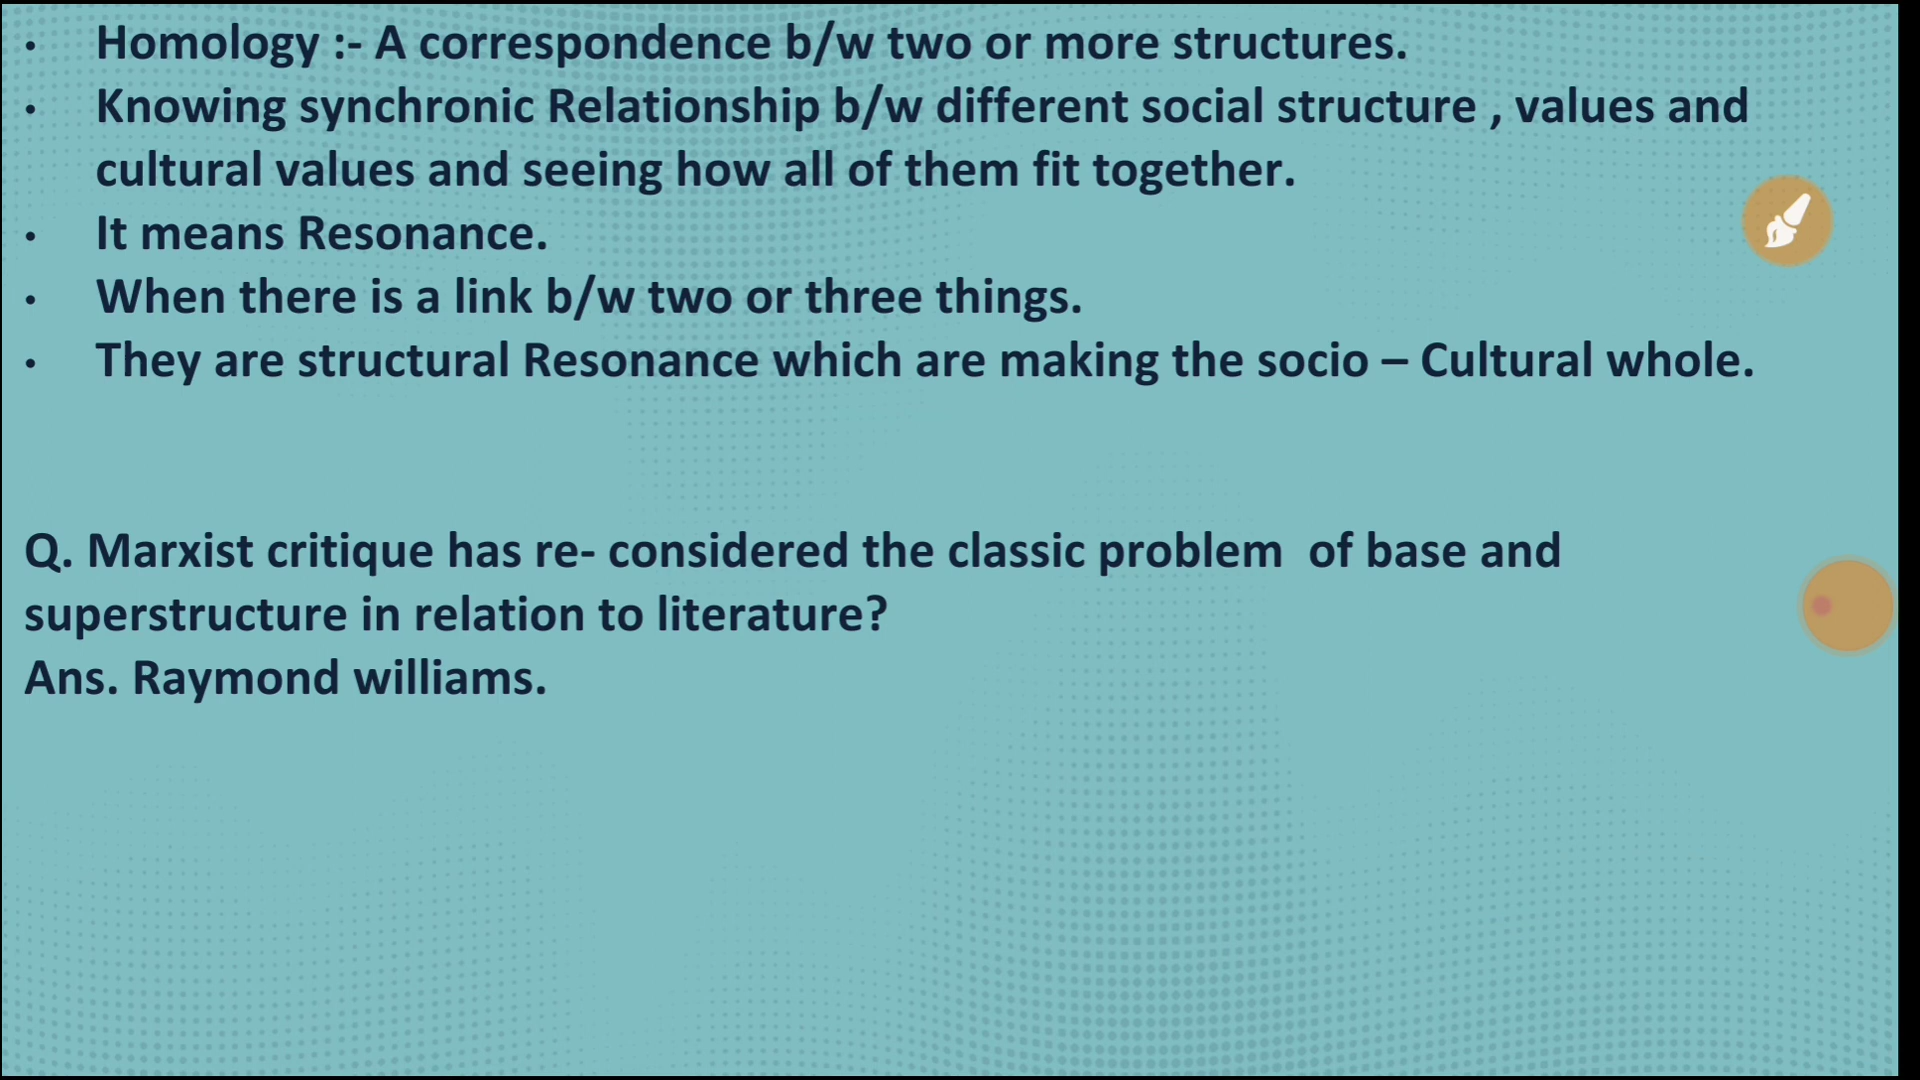 • Homology :- A correspondence b/w two or more structures.
• Knowing synchronic Relationship b/w different social structure , values and
cultural values and seeing how all of them fit together.
• It means Resonance.
• When there is a link b/w two or three things.
• They are structural Resonance which are making the socio – Cultural whole.
Q. Marxist critique has re- considered the classic problem  of base and
superstructure in relation to literature?
Ans. Raymond williams.